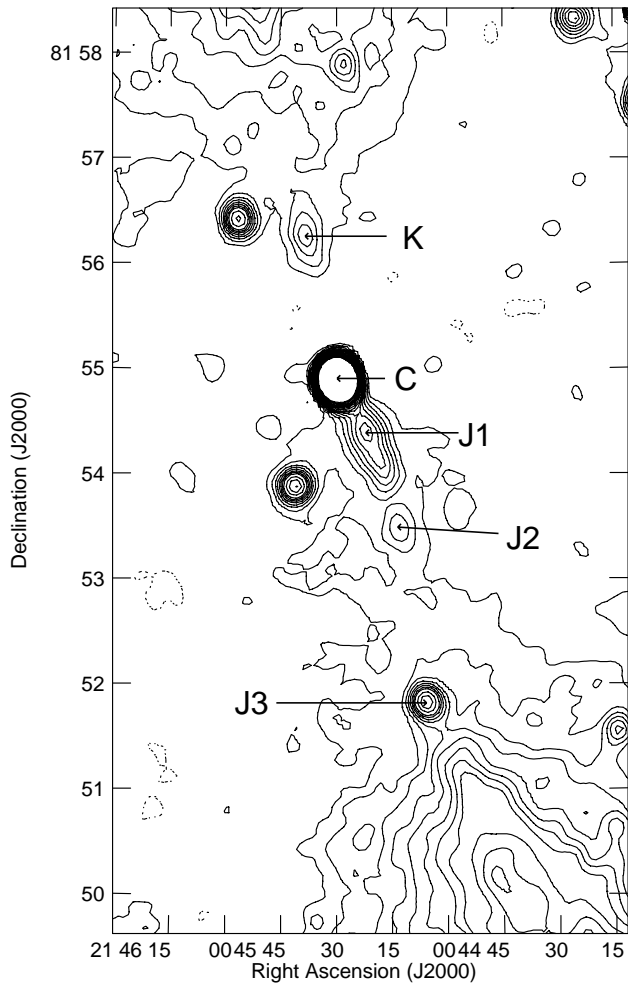 81 58
57
56
55
54
53
52
51
50
K
C
J1
J2
J3
Declination (J2000)
21 46 15 00 45 45 30 15 00 44 45 30 15
Right Ascension (J2000)